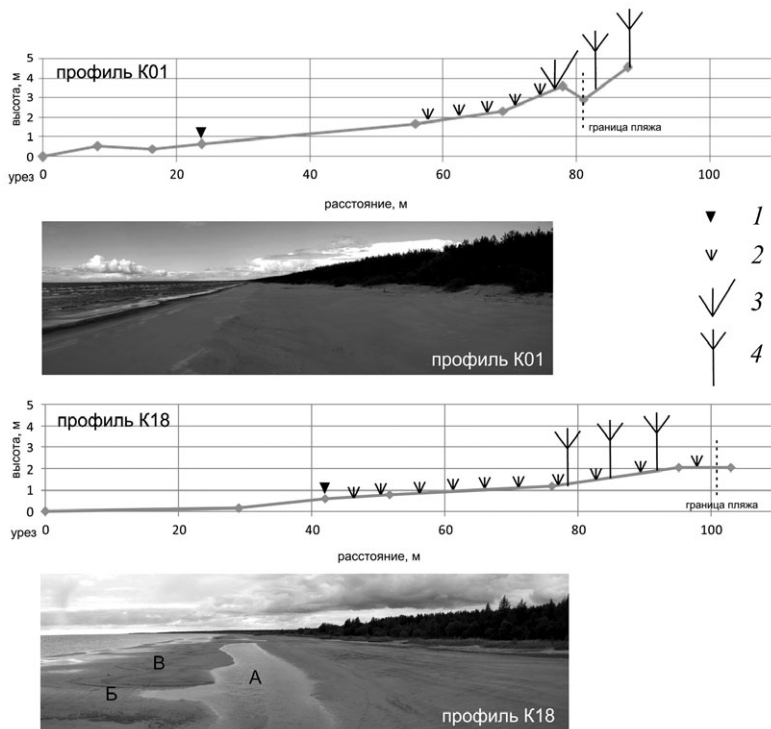 профиль К01
высота, м
5
4
3
2
1
0
урез
20
40
60
80
100
граница пляжа
расстояние, м
профиль К01
1
2
3
4
профиль К18
высота, м
5
4
3
2
1
0
урез
20
40
60
80
100
граница пляжа
расстояние, м
В
Б
А
профиль К18